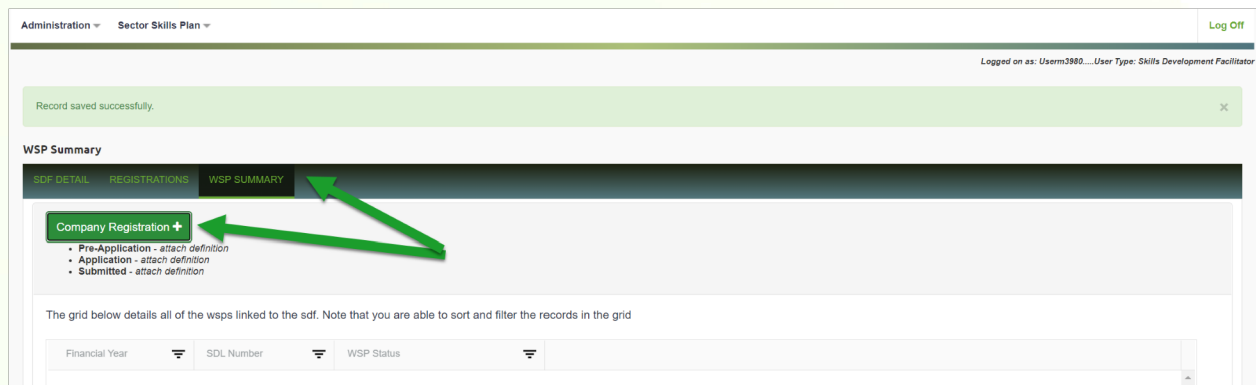 Administration Sector Skills Plan Log Off
Logged on as: Userm3980.....User Type: Skills Development Facilitator
Record saved successfully. ×
WSP Summary
SDF DETAIL REGISTRATIONS WSP SUMMARY
Company Registration +
• Pre-Application - attach definition
• Application - attach definition
• Submitted - attach definition
The grid below details all of the wsps linked to the sdf. Note that you are able to sort and filter the records in the grid
Financial Year SDL Number WSP Status